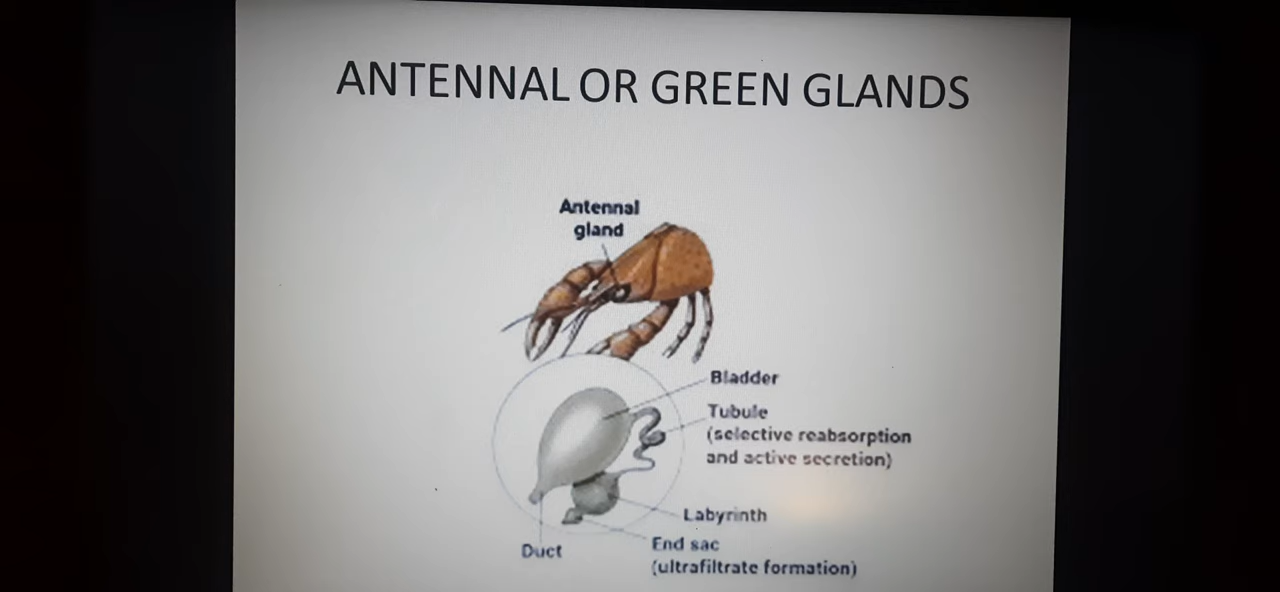 ANTENNAL OR GREEN GLANDS
Antennal
gland
Bladder
Tubule
(selective reabsorption
and active secretion)
Labyrinth
Duct
End sac
(ultrafiltrate formation)